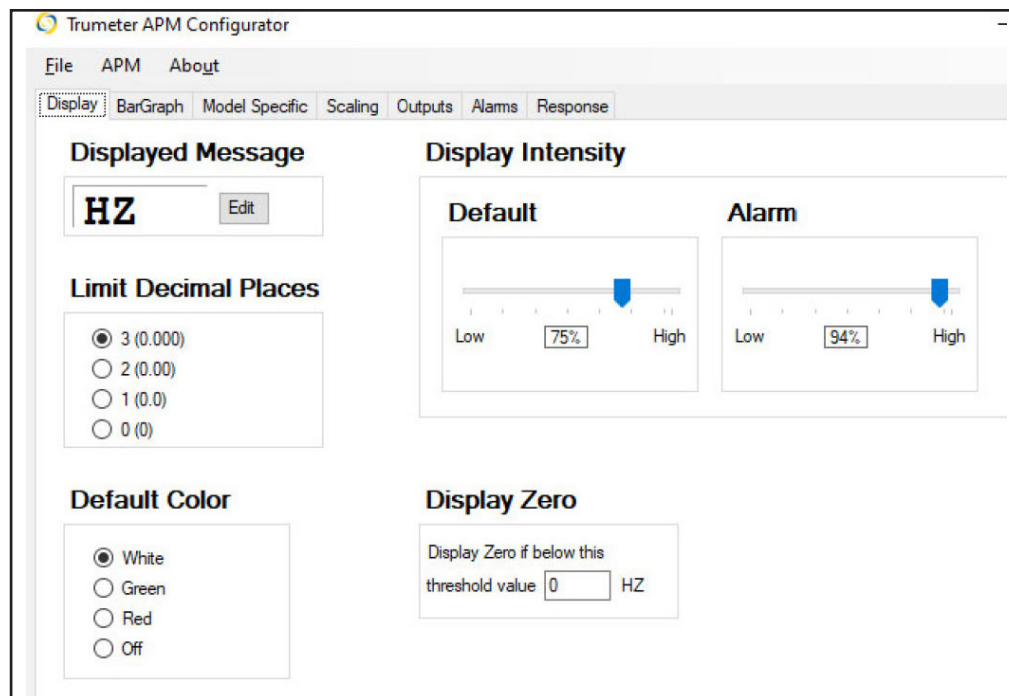 Trumeter APM Configurator
File APM About
Display BarGraph Model Specific Scaling Outputs Alarms Response
Displayed Message
HZ Edit
Limit Decimal Places
3 (0.000)
2 (0.00)
1 (0.0)
0 (0)
Default Color
White
Green
Red
Off
Display Intensity
Default
Low 75% High
Alarm
Low 94% High
Display Zero
Display Zero if below this
threshold value 0 HZ